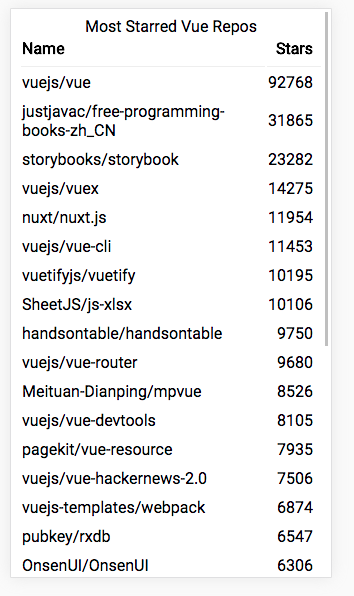 Most Starred Vue Repos
Name Stars
vuejs/vue 92768
justjavac/free-programming-
books-zh_CN 31865
storybooks/storybook 23282
vuejs/vuex 14275
nuxt/nuxt.js 11954
vuejs/vue-cli 11453
vuetifyjs/vuetify 10195
SheetJS/js-xlsx 10106
handsontable/handsontable 9750
vuejs/vue-router 9680
Meituan-Dianping/mpvue 8526
vuejs/vue-devtools 8105
pagekit/vue-resource 7935
vuejs/vue-hackernews-2.0 7506
vuejs-templates/webpack 6874
pubkey/rxdb 6547
OnsenUI/OnsenUI 6306